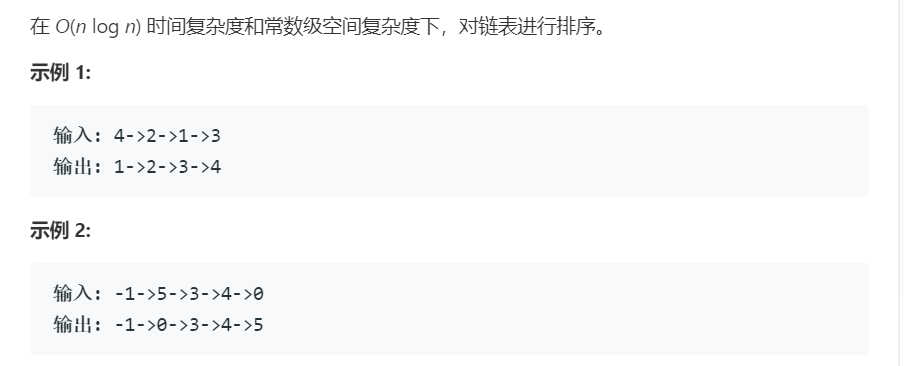 在 O(n log n) 时间复杂度和常数级空间复杂度下，对链表进行排序。
示例 1:
输入: 4->2->1->3
输出: 1->2->3->4
示例 2:
输入: -1->5->3->4->0
输出: -1->0->3->4->5